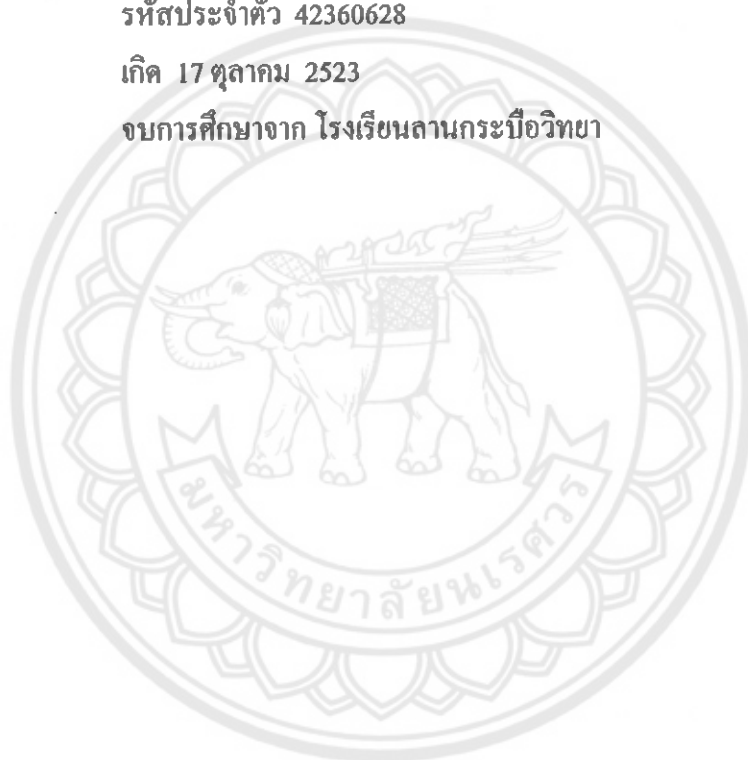 รหัสประจำตัว 42360628
เกิด 17 ตุลาคม 2523
จบการศึกษาจาก โรงเรียนลานกระบือวิทยา
มหาวิทยาลัยนเรศวร